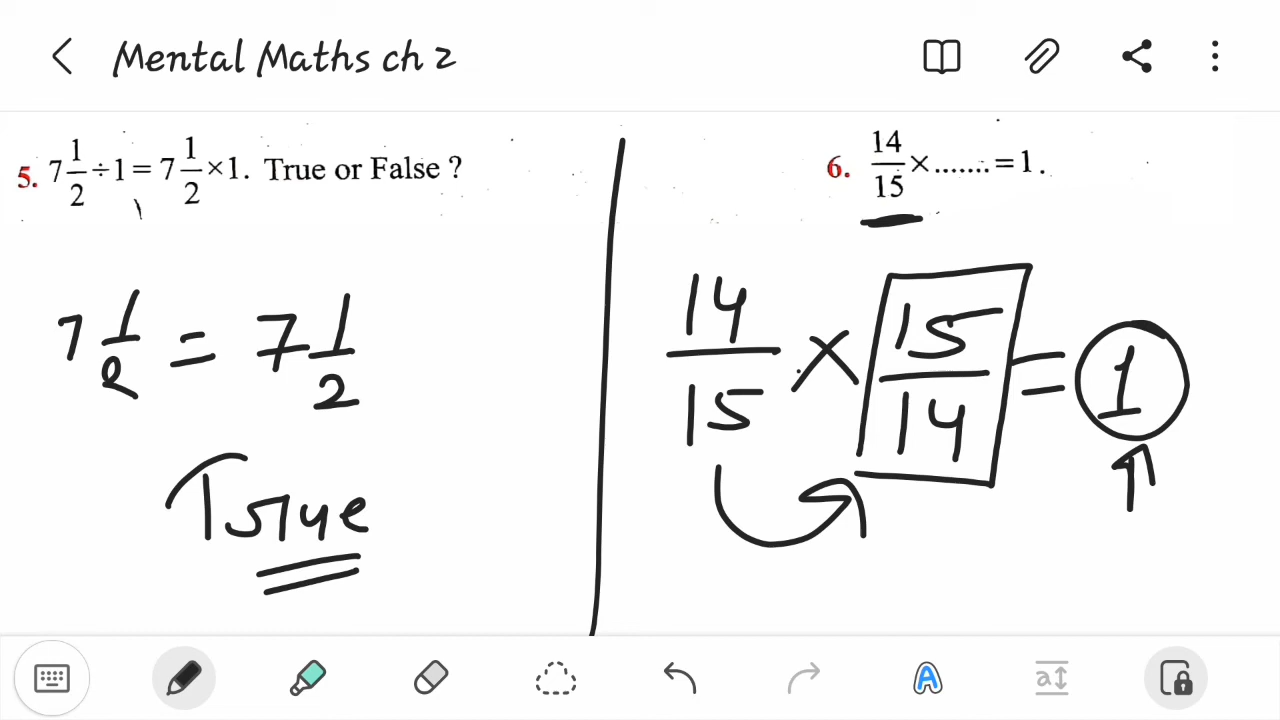 Mental Maths ch 2
5. 7 1/2 ÷ 1 = 7 1/2 × 1. True or False ?
7 1/2 = 7 1/2
True
6. 14/15 × ....... = 1.
14/15 × 15/14 = 1
A
a